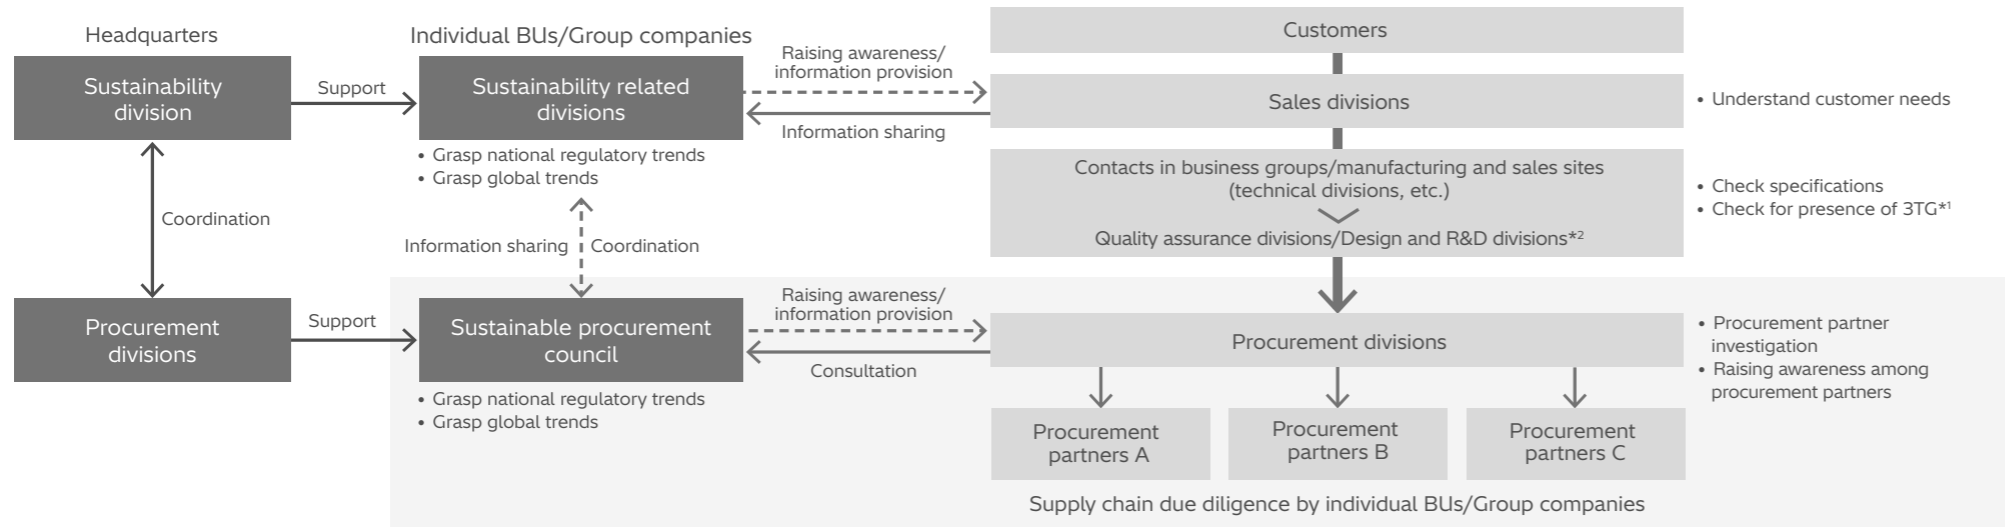 Headquarters
Sustainability
division
Support
Coordination
Procurement
divisions
Support
Individual BUs/Group companies
Sustainability related
divisions
• Grasp national regulatory trends
• Grasp global trends
Information sharing
Coordination
Sustainable procurement
council
• Grasp national regulatory trends
• Grasp global trends
Raising awareness/
information provision
Information sharing
Raising awareness/
information provision
Consultation
Customers
Sales divisions
• Understand customer needs
Contacts in business groups/manufacturing and sales sites
(technical divisions, etc.)
Quality assurance divisions/Design and R&D divisions*2
• Check specifications
• Check for presence of 3TG*1
Procurement divisions
• Procurement partner
investigation
• Raising awareness among
procurement partners
Procurement
partners A
Procurement
partners B
Procurement
partners C
Supply chain due diligence by individual BUs/Group companies